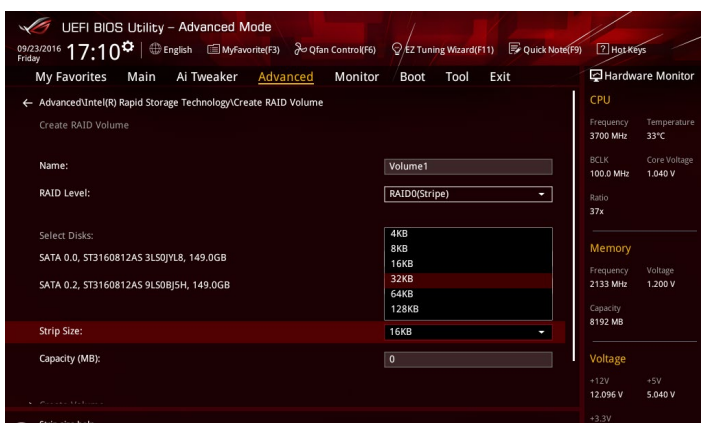 UEFI BIOS Utility – Advanced Mode
09/23/2016 Friday 17:10 English MyFavorite(F3) Qfan Control(F6) EZ Tuning Wizard(F11) Quick Note(F9) ? Hot Keys
My Favorites Main Ai Tweaker Advanced Monitor Boot Tool Exit
← Advanced\Intel(R) Rapid Storage Technology\Create RAID Volume
Create RAID Volume
Name: Volume1
RAID Level: RAID0(Stripe)
Select Disks:
SATA 0.0, ST3160812AS 3LS0JYL8, 149.0GB
SATA 0.2, ST3160812AS 9LS0BJ5H, 149.0GB
4KB
8KB
16KB
32KB
64KB
128KB
Strip Size: 16KB
Capacity (MB): 0
Create Volume
Hardware Monitor
CPU
Frequency Temperature
3700 MHz 33°C
BCLK Core Voltage
100.0 MHz 1.040 V
Ratio
37x
Memory
Frequency Voltage
2133 MHz 1.200 V
Capacity
8192 MB
Voltage
+12V +5V
12.096 V 5.040 V
+3.3V